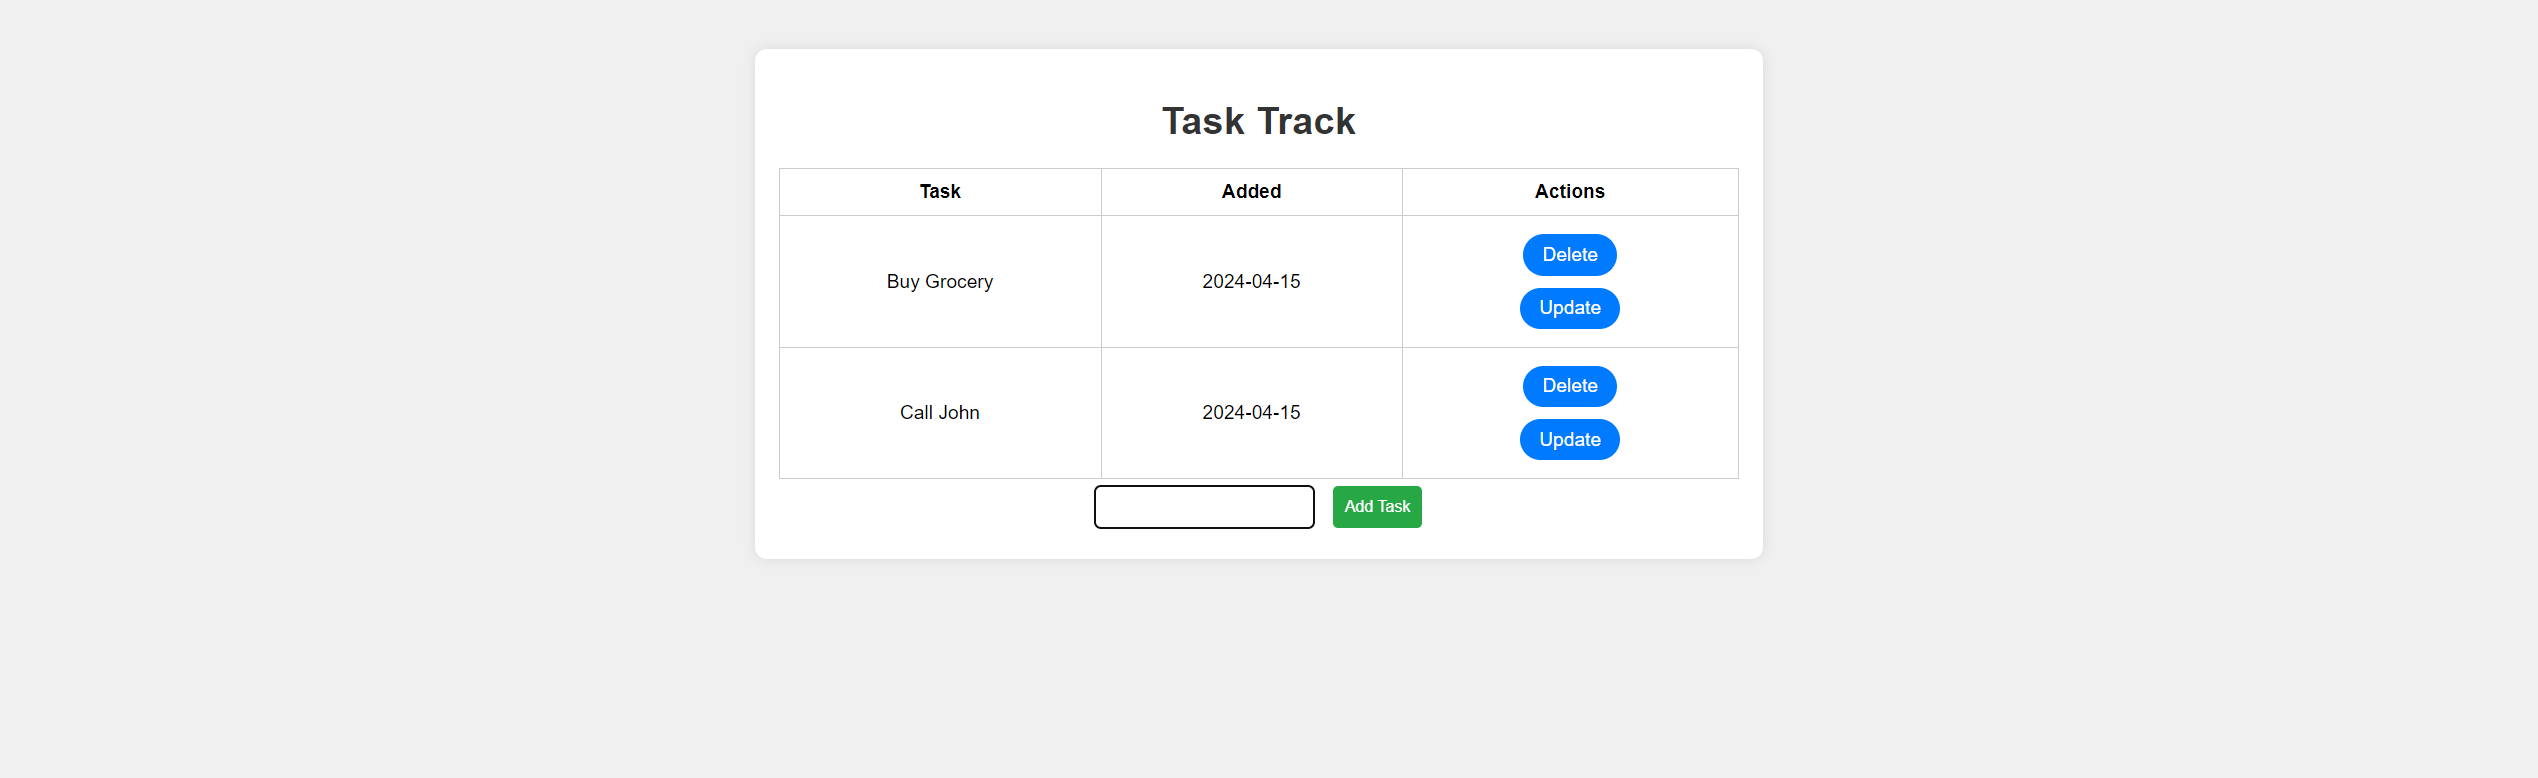 Task Track
Task Added Actions
Buy Grocery 2024-04-15 Delete
Update
Call John 2024-04-15 Delete
Update
Add Task